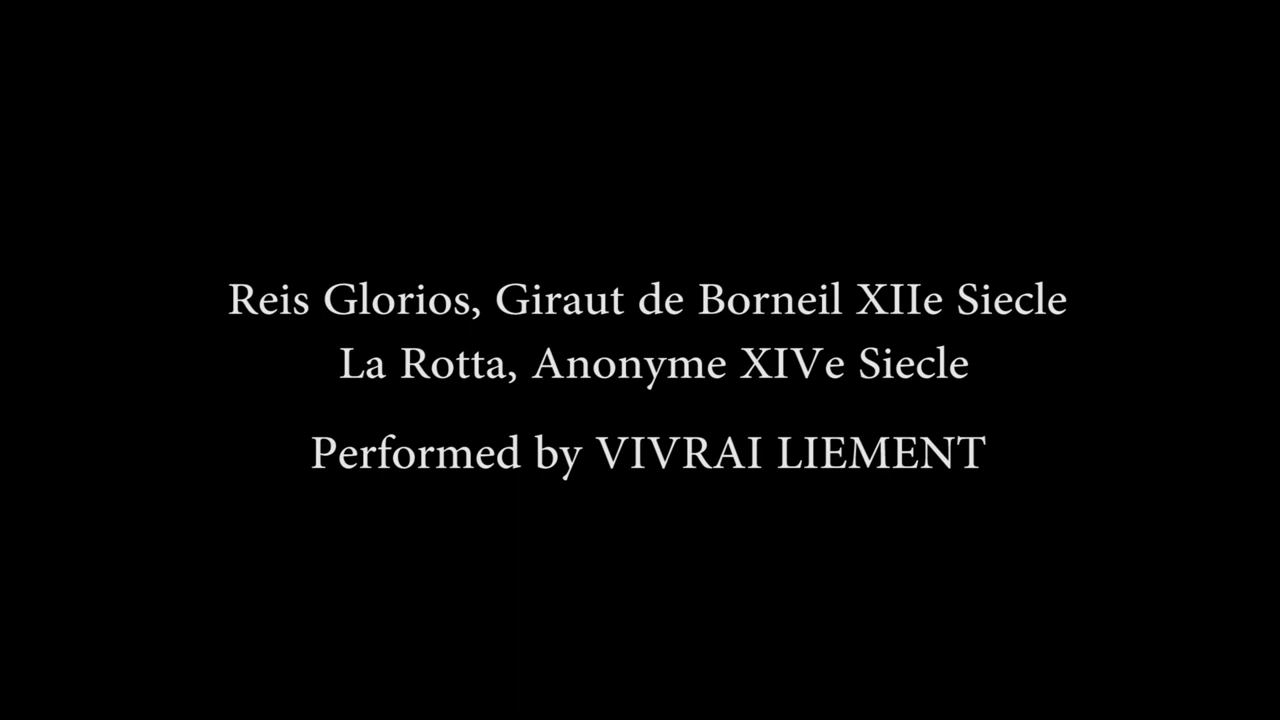 Reis Glorios, Giraut de Borneil XIIe Siecle
La Rotta, Anonyme XIVe Siecle
Performed by VIVRAI LIEMENT